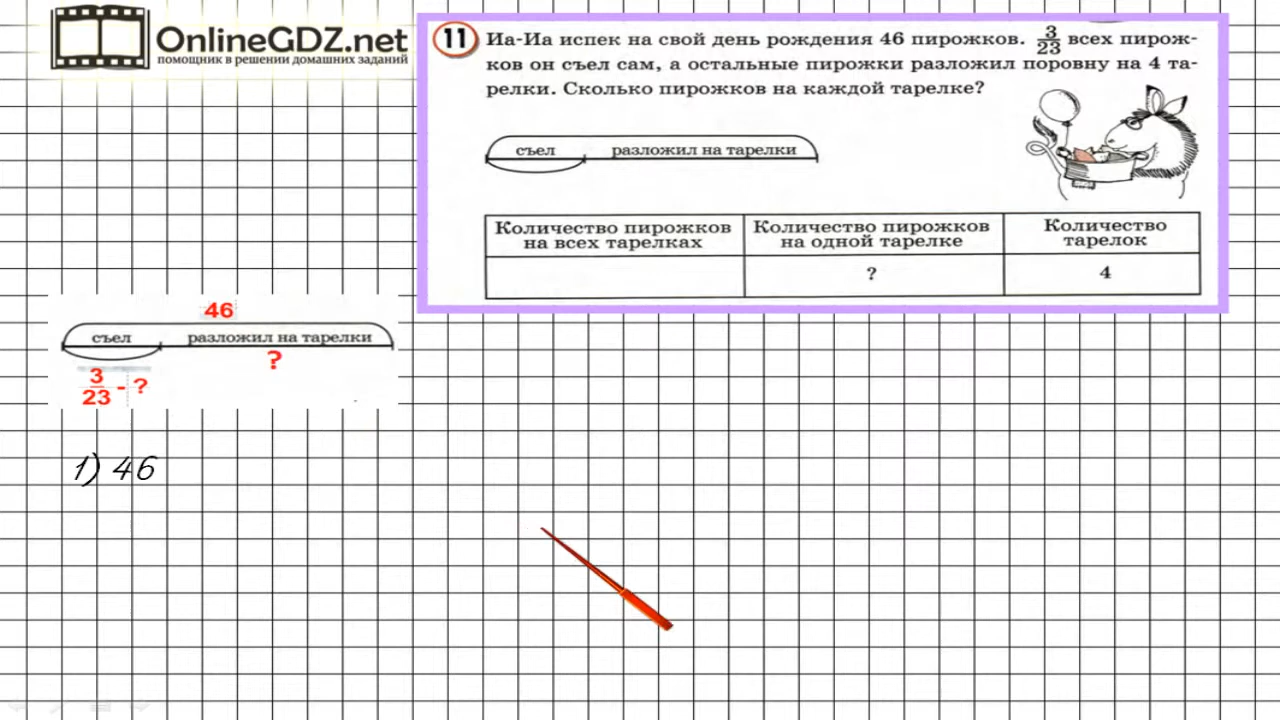 OnlineGDZ.net
помощник в решении домашних заданий
11 Иа-Иа испек на свой день рождения 46 пирожков. 3/23 всех пирож-
ков он съел сам, а остальные пирожки разложил поровну на 4 та-
релки. Сколько пирожков на каждой тарелке?
съел разложил на тарелки
Количество пирожков на всех тарелках
Количество пирожков на одной тарелке
Количество тарелок
? 4
46
съел разложил на тарелки
?
3/23 - ?
1) 46